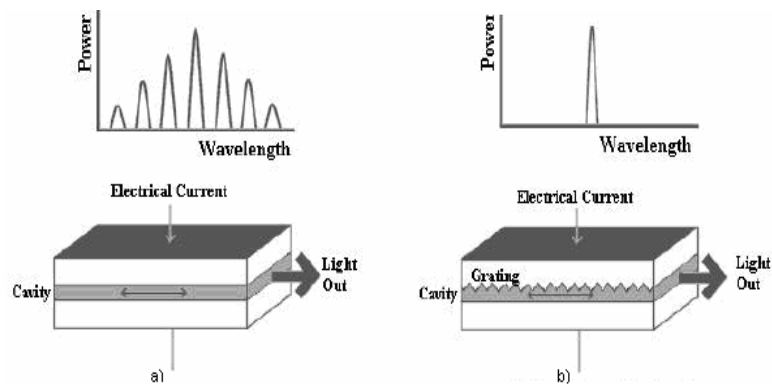 Power
Wavelength
Electrical Current
Cavity
Light
Out
a)
Power
Wavelength
Electrical Current
Grating
Cavity
Light
Out
b)